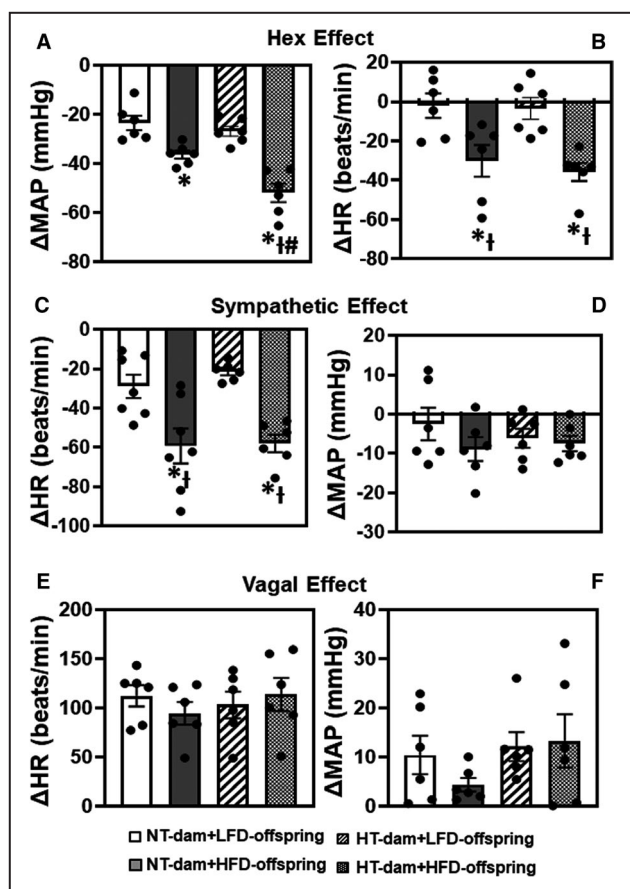 A Hex Effect B
ΔMAP (mmHg)
0
-20
-40
-60
-80
*
*ƚ#
ΔHR (beats/min)
20
0
-20
-40
-60
-80
*ƚ
*ƚ
C Sympathetic Effect D
ΔHR (beats/min)
0
-20
-40
-60
-80
-100
*ƚ
*ƚ
ΔMAP (mmHg)
20
10
0
-10
-20
-30
E Vagal Effect F
ΔHR (beats/min)
200
150
100
50
0
ΔMAP (mmHg)
40
30
20
10
0
NT-dam+LFD-offspring HT-dam+LFD-offspring
NT-dam+HFD-offspring HT-dam+HFD-offspring